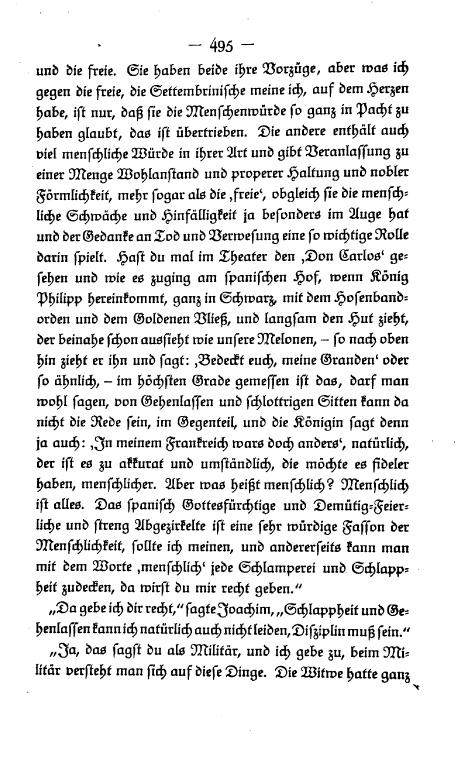 — 495 —
und die freie. Sie haben beide ihre Vorzüge, aber was ich
gegen die freie, die Settembrinische meine ich, auf dem Herzen
habe, ist nur, daß sie die Menschenwürde so ganz in Pacht zu
haben glaubt, das ist übertrieben. Die andere enthält auch
viel menschliche Würde in ihrer Art und gibt Veranlassung zu
einer Menge Wohlanstand und properer Haltung und nobler
Förmlichkeit, mehr sogar als die ‚freie‘, obgleich sie die mensch-
liche Schwäche und Hinfälligkeit ja besonders im Auge hat
und der Gedanke an Tod und Verwesung eine so wichtige Rolle
darin spielt. Hast du mal im Theater den ‚Don Carlos‘ ge-
sehen und wie es zuging am spanischen Hof, wenn König
Philipp hereinkommt, ganz in Schwarz, mit dem Hosenband-
orden und dem Goldenen Vließ, und langsam den Hut zieht,
der beinahe schon aussieht wie unsere Melonen, – so nach oben
hin zieht er ihn und sagt: ‚Bedeckt euch, meine Granden‘ oder
so ähnlich, – im höchsten Grade gemessen ist das, darf man
wohl sagen, von Gehenlassen und schlottrigen Sitten kann da
nicht die Rede sein, im Gegenteil, und die Königin sagt denn
ja auch: ‚In meinem Frankreich wars doch anders‘, natürlich,
der ist es zu akkurat und umständlich, die möchte es fideler
haben, menschlicher. Aber was heißt menschlich? Menschlich
ist alles. Das spanisch Gottesfürchtige und Demütig-Feier-
liche und streng Abgezirkelte ist eine sehr würdige Fasson der
Menschlichkeit, sollte ich meinen, und andererseits kann man
mit dem Worte ‚menschlich‘ jede Schlamperei und Schlapp-
heit zudecken, da wirst du mir recht geben.“
„Da gebe ich dir recht,“ sagte Joachim, „Schlappheit und Ge-
henlassen kann ich natürlich auch nicht leiden, Disziplin muß sein.“
„Ja, das sagst du als Militär, und ich gebe zu, beim Mi-
litär versteht man sich auf diese Dinge. Die Witwe hatte ganz